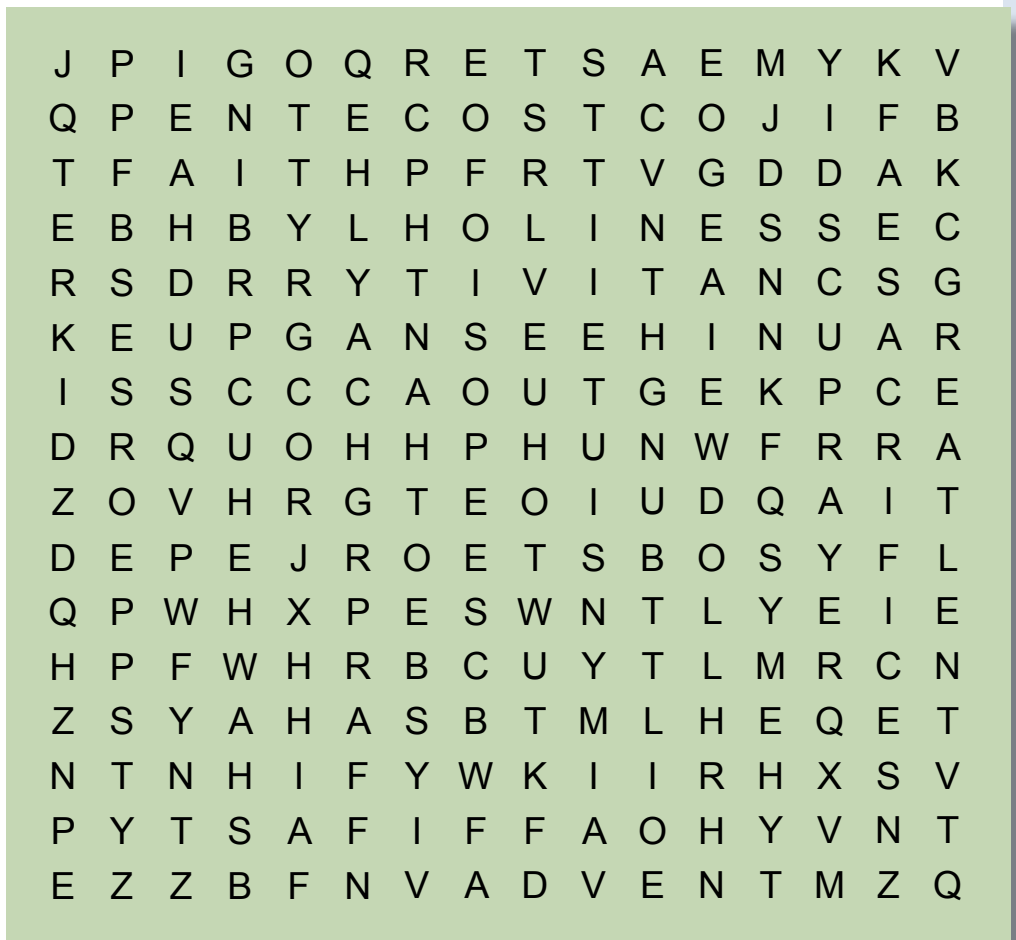 J P I G O Q R E T S A E M Y K V
Q P E N T E C O S T C O J I F B
T F A I T H P F R T V G D D A K
E B H B Y L H O L I N E S S E C
R S D R R Y T I V I T A N C S G
K E U P G A N S E E H I N U A R
I S S C C C A O U T G E K P C E
D R Q U O H H P H U N W F R R A
Z O V H R G T E O I U D Q A I T
D E P E J R O E T S B O S Y F L
Q P W H X P E S W N T L Y E I E
H P F W H R B C U Y T L M R C N
Z S Y A H A S B T M L H E Q E T
N T N H I F Y W K I I R H X S V
P Y T S A F I F F A O H Y V N T
E Z Z B F N V A D V E N T M Z Q